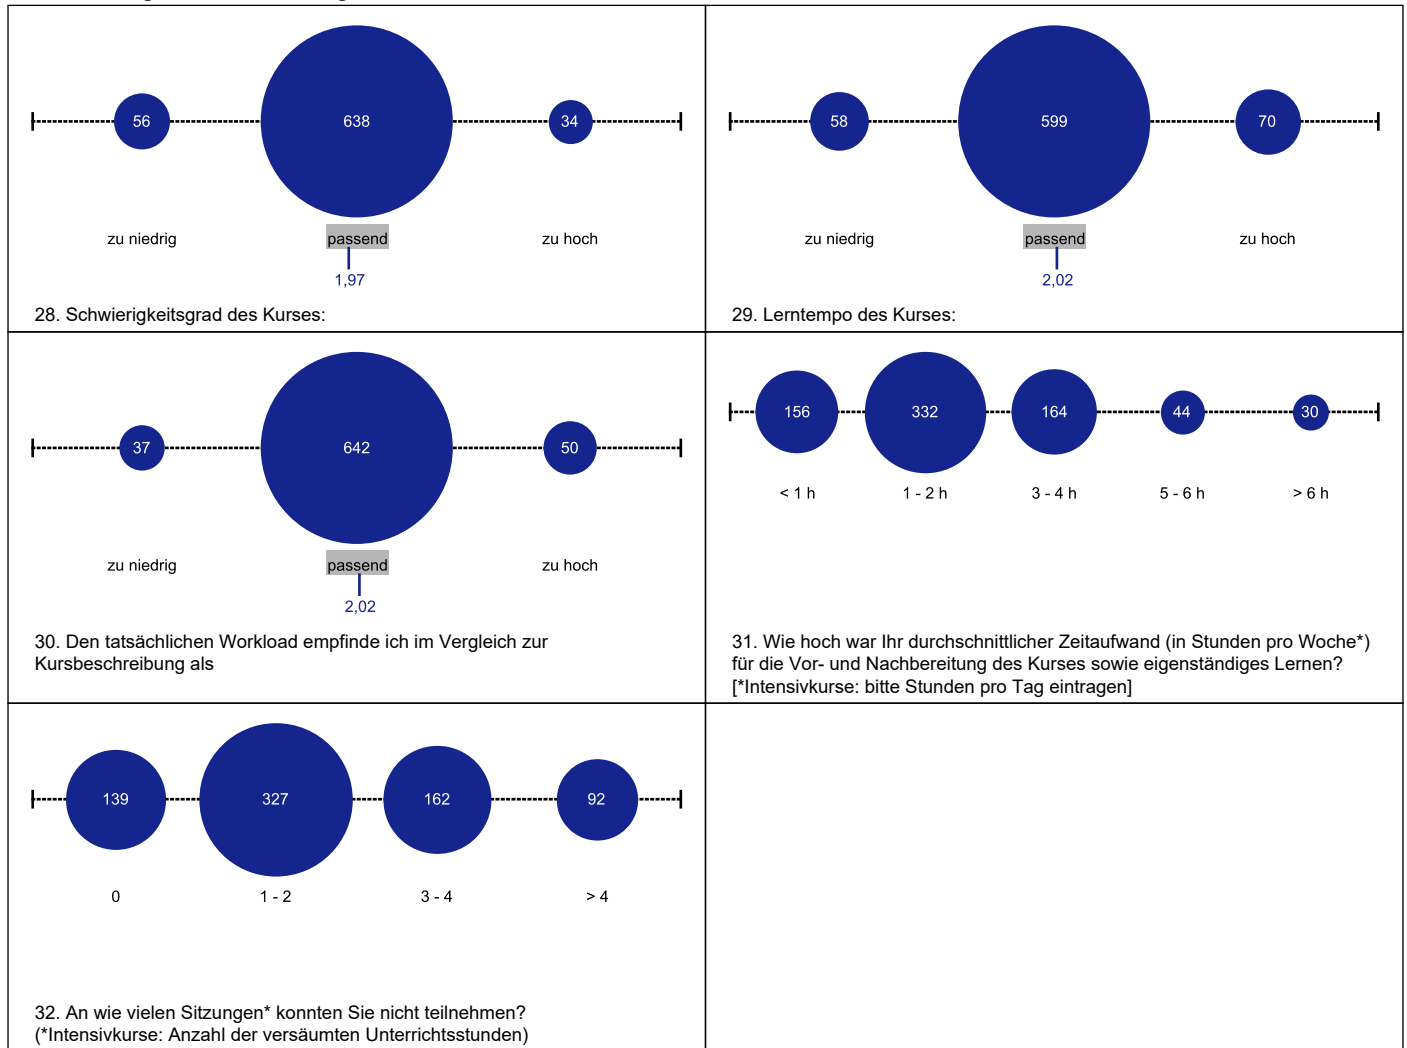 56
638
34
zu niedrig
passend
zu hoch
1,97
28. Schwierigkeitsgrad des Kurses:
58
599
70
zu niedrig
passend
zu hoch
2,02
29. Lerntempo des Kurses:
37
642
50
zu niedrig
passend
zu hoch
2,02
30. Den tatsächlichen Workload empfinde ich im Vergleich zur
Kursbeschreibung als
156
332
164
44
30
< 1 h
1 - 2 h
3 - 4 h
5 - 6 h
> 6 h
31. Wie hoch war Ihr durchschnittlicher Zeitaufwand (in Stunden pro Woche*)
für die Vor- und Nachbereitung des Kurses sowie eigenständiges Lernen?
[*Intensivkurse: bitte Stunden pro Tag eintragen]
139
327
162
92
0
1 - 2
3 - 4
> 4
32. An wie vielen Sitzungen* konnten Sie nicht teilnehmen?
(*Intensivkurse: Anzahl der versäumten Unterrichtsstunden)